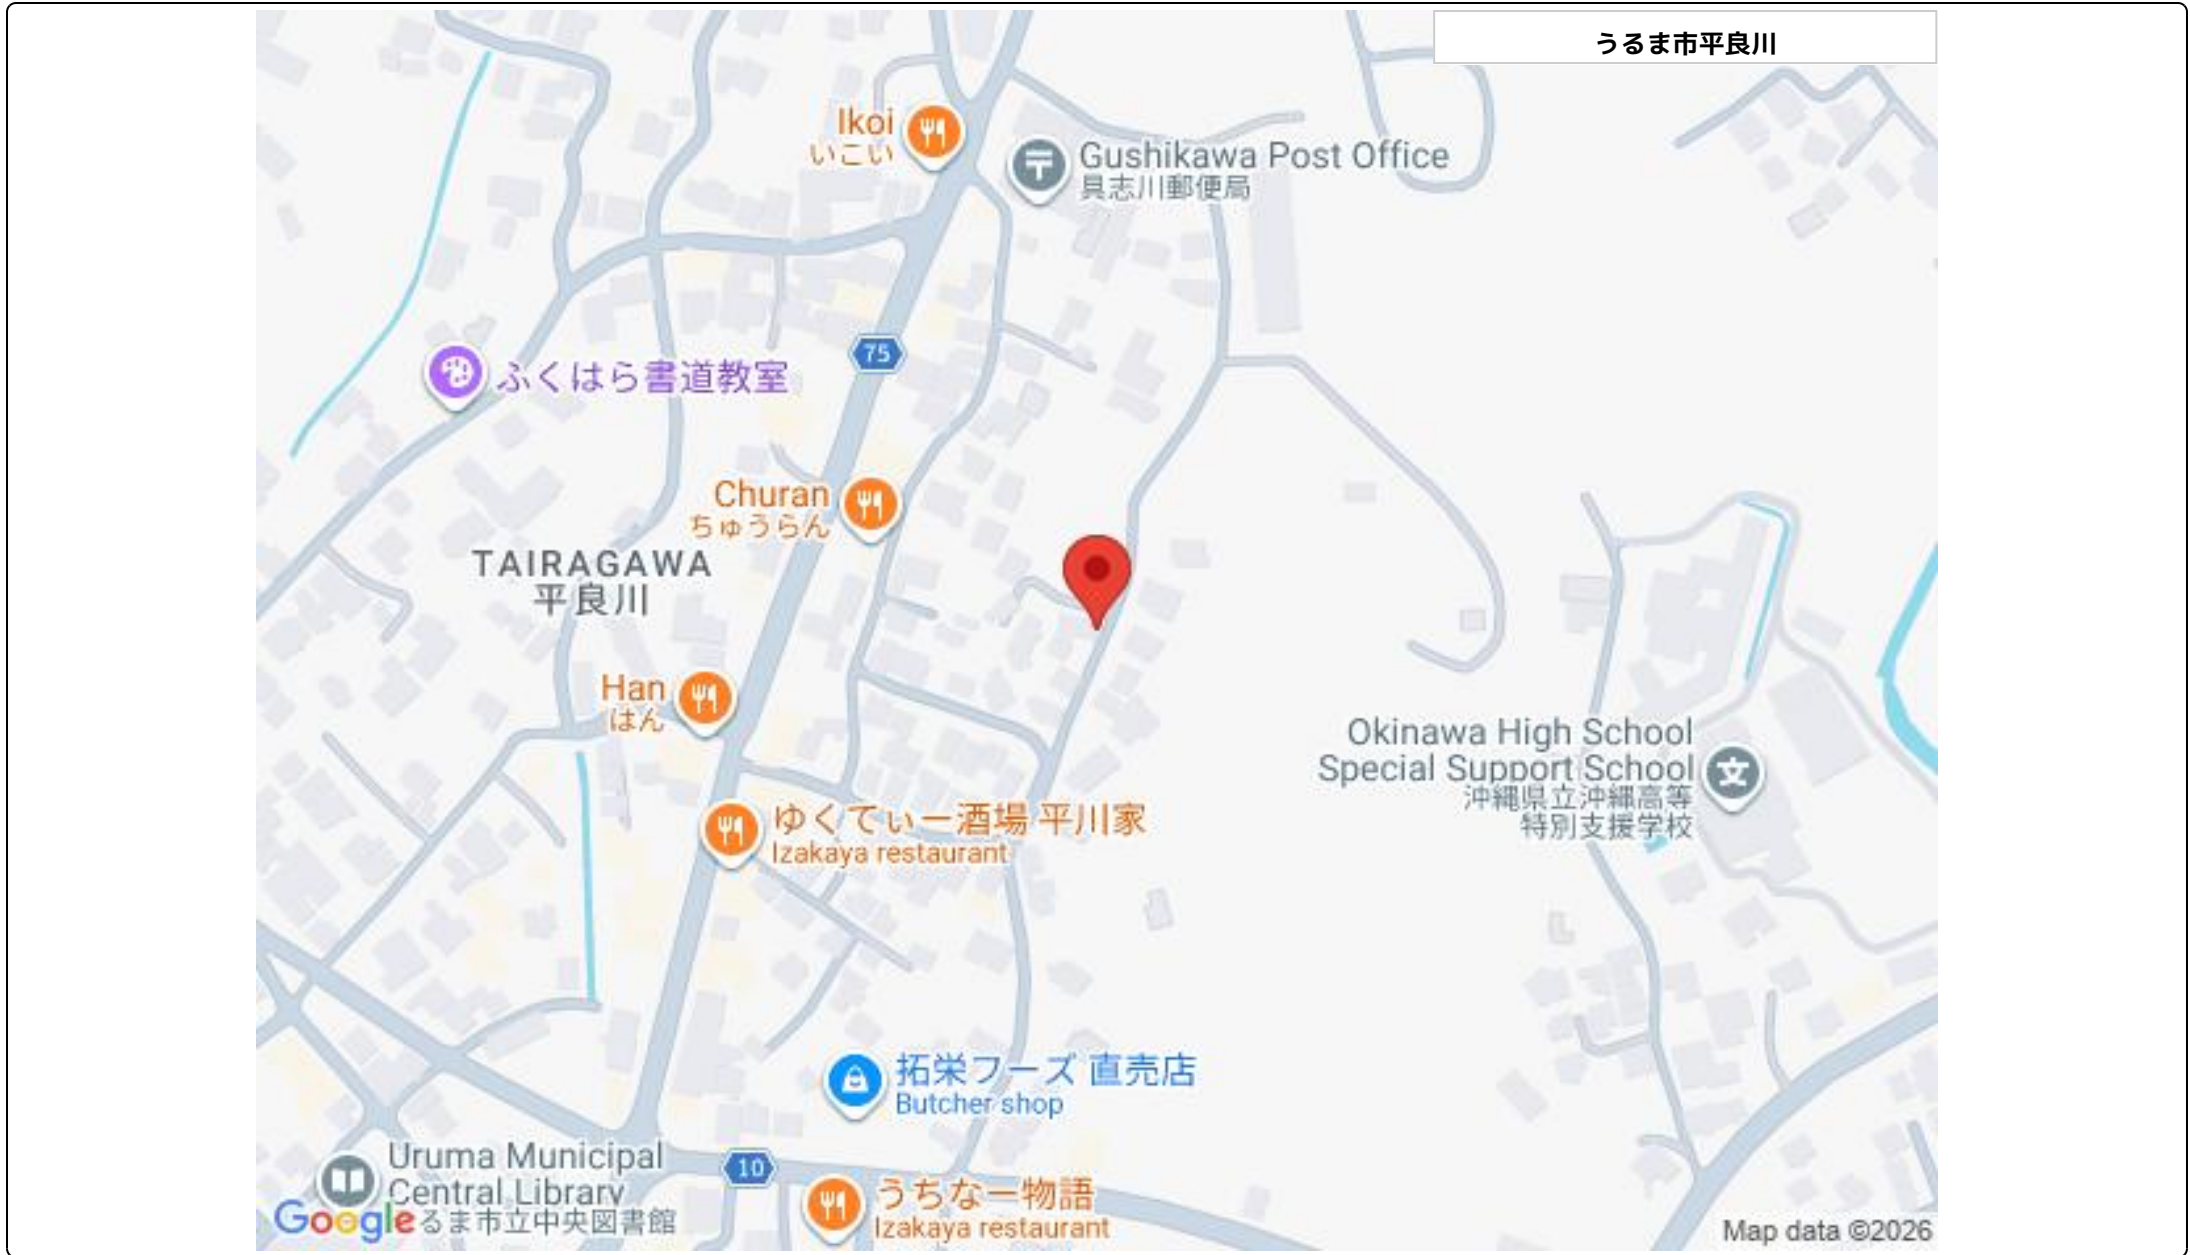 うるま市平良川
Ikoi
いこい
Gushikawa Post Office
具志川郵便局
75
ふくはら書道教室
Churan
ちゅうらん
TAIRAGAWA
平良川
Han
はん
Okinawa High School
Special Support School
沖縄県立沖縄高等
特別支援学校
ゆくてぃー酒場 平川家
Izakaya restaurant
拓栄フーズ 直売店
Butcher shop
Uruma Municipal
Central Library
るま市立中央図書館
10
うちなー物語
Izakaya restaurant
Google
Map data ©2026